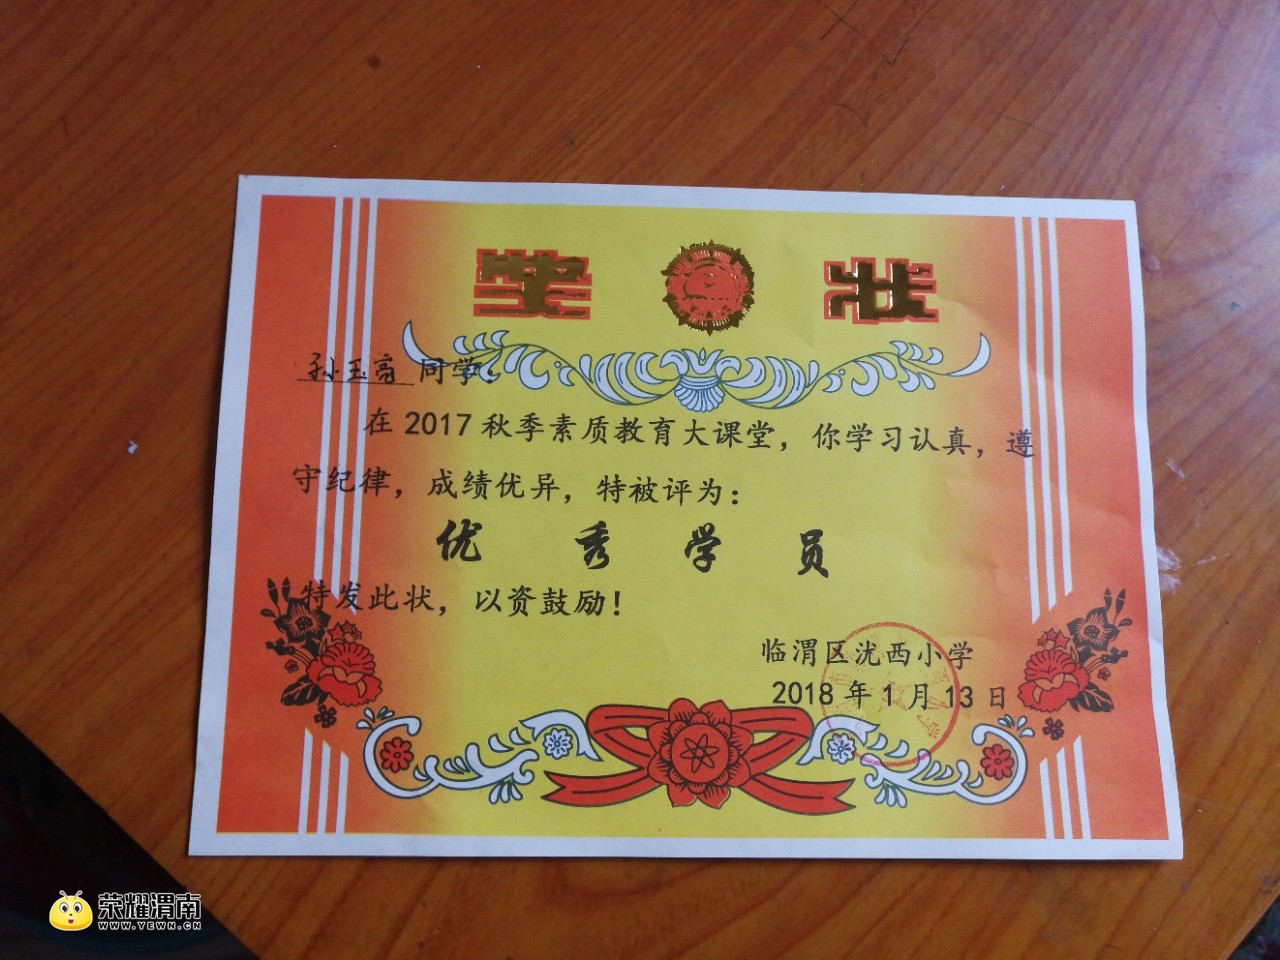 奖 状
孙玉亮 同学:
在 2017 秋季素质教育大课堂，你学习认真，遵
守纪律，成绩优异，特被评为:
优 秀 学 员
特发此状，以资鼓励!
临渭区洸西小学
2018 年 1 月 13 日
荣耀渭南
WWW.YEWN.CN